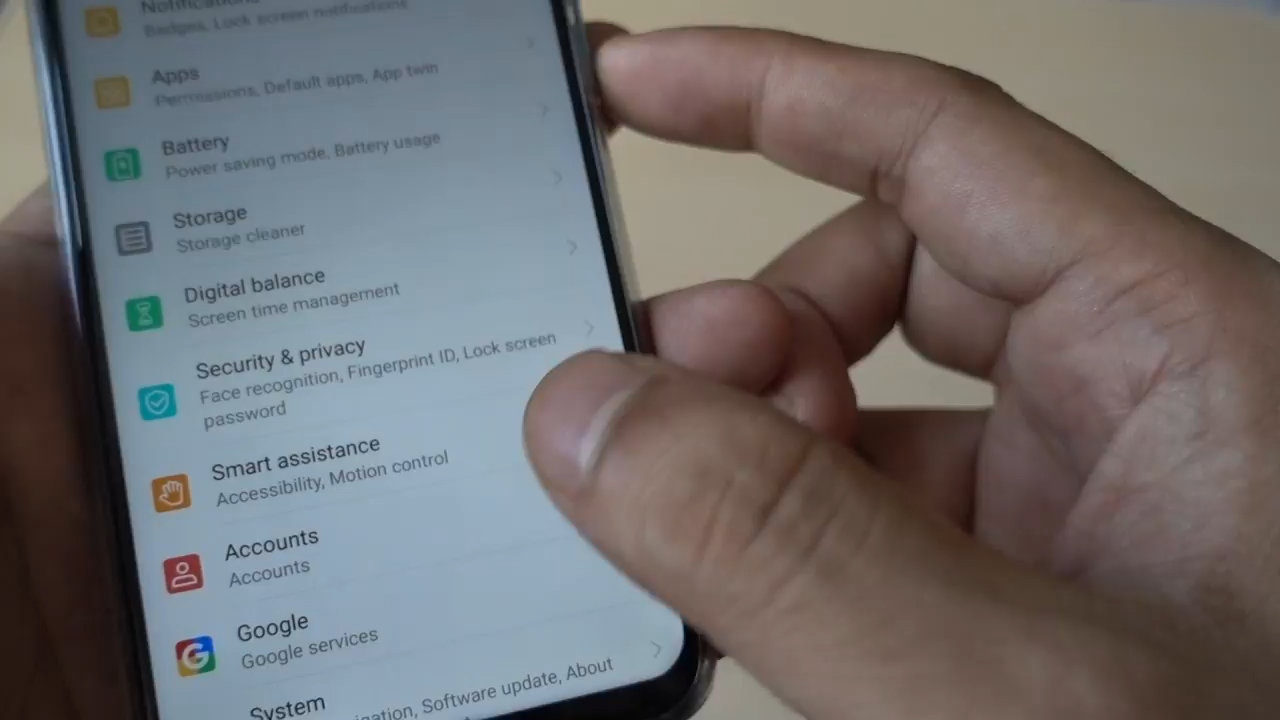 Notifications
Badges, Lock screen notifications
Apps
Permissions, Default apps, App twin
Battery
Power saving mode, Battery usage
Storage
Storage cleaner
Digital balance
Screen time management
Security & privacy
Face recognition, Fingerprint ID, Lock screen
password
Smart assistance
Accessibility, Motion control
Accounts
Accounts
Google
Google services
System
Software update, About